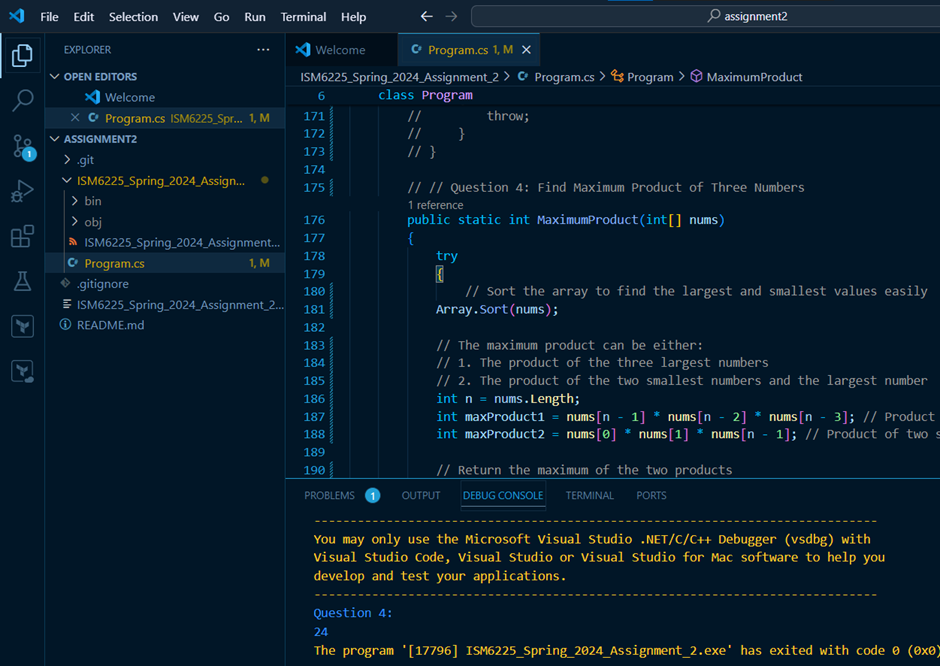 File Edit Selection View Go Run Terminal Help
assignment2
EXPLORER
OPEN EDITORS
Welcome
Program.cs ISM6225_Spr... 1, M
ASSIGNMENT2
.git
ISM6225_Spring_2024_Assign...
bin
obj
ISM6225_Spring_2024_Assignment...
Program.cs 1, M
.gitignore
ISM6225_Spring_2024_Assignment_2...
README.md
1
Welcome
Program.cs 1, M
ISM6225_Spring_2024_Assignment_2 > Program.cs > Program > MaximumProduct
6 class Program
171 // throw;
172 // }
173 // }
174
175 // // Question 4: Find Maximum Product of Three Numbers
1 reference
176 public static int MaximumProduct(int[] nums)
177 {
178 try
179 {
180 // Sort the array to find the largest and smallest values easily
181 Array.Sort(nums);
182
183 // The maximum product can be either:
184 // 1. The product of the three largest numbers
185 // 2. The product of the two smallest numbers and the largest number
186 int n = nums.Length;
187 int maxProduct1 = nums[n - 1] * nums[n - 2] * nums[n - 3]; // Product
188 int maxProduct2 = nums[0] * nums[1] * nums[n - 1]; // Product of two s
189
190 // Return the maximum of the two products
PROBLEMS 1 OUTPUT DEBUG CONSOLE TERMINAL PORTS
------------------------------------------------------------------------------
You may only use the Microsoft Visual Studio .NET/C/C++ Debugger (vsdbg) with
Visual Studio Code, Visual Studio or Visual Studio for Mac software to help you
develop and test your applications.
------------------------------------------------------------------------------
Question 4:
24
The program '[17796] ISM6225_Spring_2024_Assignment_2.exe' has exited with code 0 (0x0)